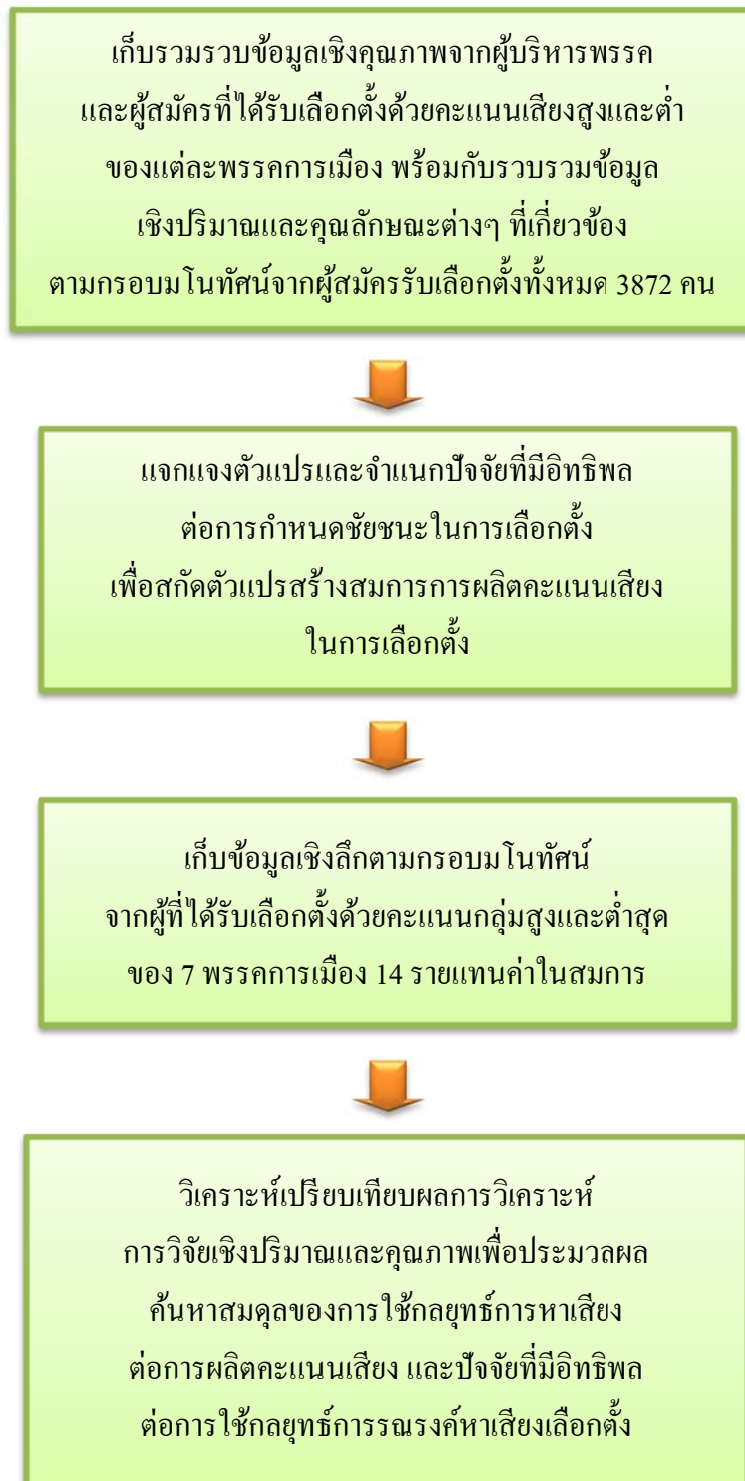 เก็บรวมรวบข้อมูลเชิงคุณภาพจากผู้บริหารพรรค
และผู้สมัครที่ได้รับเลือกตั้งด้วยคะแนนเสียงสูงและต่ำ
ของแต่ละพรรคการเมือง พร้อมกับรวบรวมข้อมูล
เชิงปริมาณและคุณลักษณะต่างๆ ที่เกี่ยวข้อง
ตามกรอบมโนทัศน์จากผู้สมัครรับเลือกตั้งทั้งหมด 3872 คน
แจกแจงตัวแปรและจำแนกปัจจัยที่มีอิทธิพล
ต่อการกำหนดชัยชนะในการเลือกตั้ง
เพื่อสกัดตัวแปรสร้างสมการการผลิตคะแนนเสียง
ในการเลือกตั้ง
เก็บข้อมูลเชิงลึกตามกรอบมโนทัศน์
จากผู้ที่ได้รับเลือกตั้งด้วยคะแนนกลุ่มสูงและต่ำสุด
ของ 7 พรรคการเมือง 14 รายแทนค่าในสมการ
วิเคราะห์เปรียบเทียบผลการวิเคราะห์
การวิจัยเชิงปริมาณและคุณภาพเพื่อประมวลผล
ค้นหาสมดุลของการใช้กลยุทธ์การหาเสียง
ต่อการผลิตคะแนนเสียง และปัจจัยที่มีอิทธิพล
ต่อการใช้กลยุทธ์การรณรงค์หาเสียงเลือกตั้ง